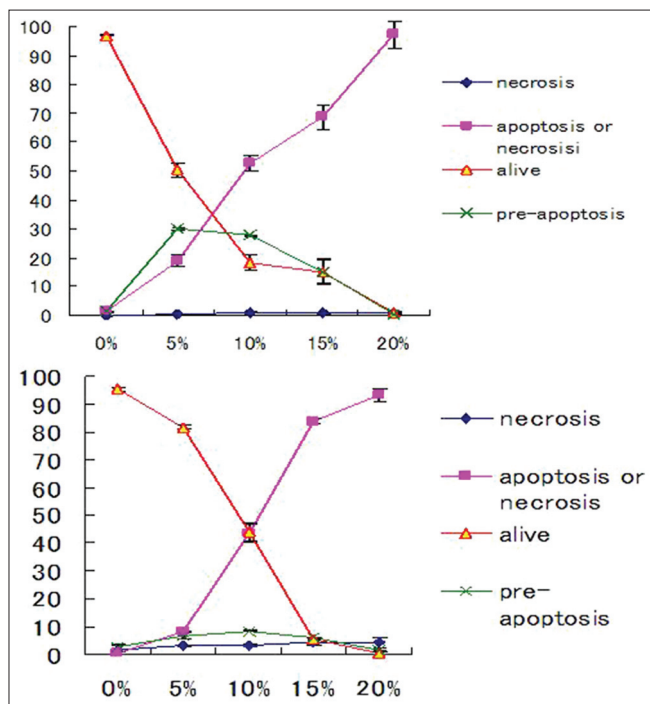 100
90
80
70
60
50
40
30
20
10
0
0% 5% 10% 15% 20%
necrosis
apoptosis or
necrosisi
alive
pre-apoptosis
100
90
80
70
60
50
40
30
20
10
0
0% 5% 10% 15% 20%
necrosis
apoptosis or
necrosis
alive
pre-
apoptosis